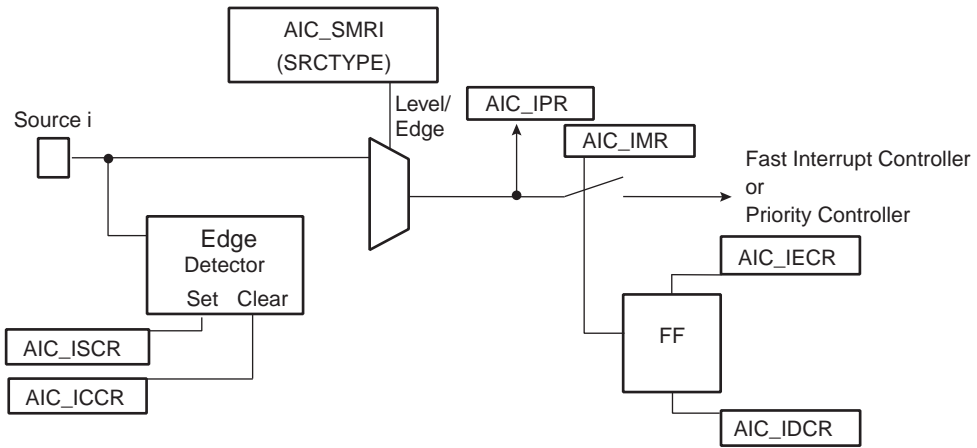 AIC_SMRI
(SRCTYPE)
Source i
Level/
Edge
AIC_IPR
AIC_IMR
Fast Interrupt Controller
or
Priority Controller
AIC_IECR
Edge
Detector
Set Clear
FF
AIC_ISCR
AIC_ICCR
AIC_IDCR